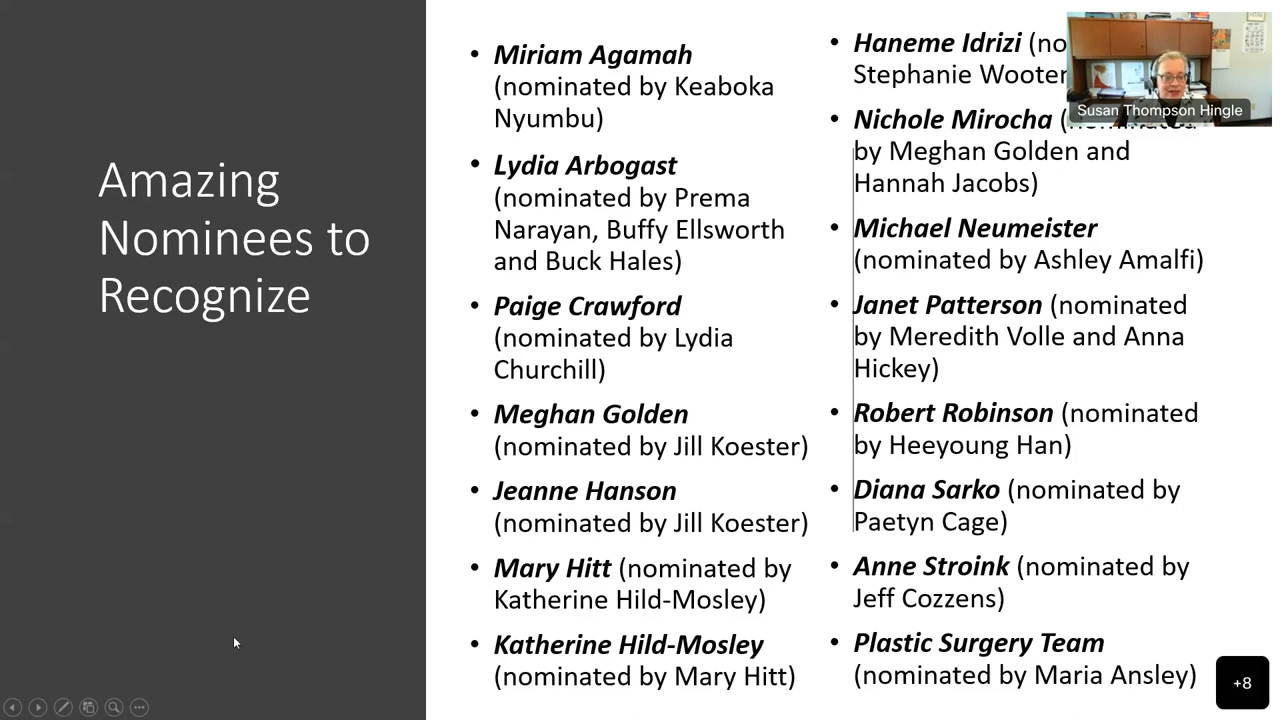 Amazing
Nominees to
Recognize
• Miriam Agamah
(nominated by Keaboka
Nyumbu)
• Lydia Arbogast
(nominated by Prema
Narayan, Buffy Ellsworth
and Buck Hales)
• Paige Crawford
(nominated by Lydia
Churchill)
• Meghan Golden
(nominated by Jill Koester)
• Jeanne Hanson
(nominated by Jill Koester)
• Mary Hitt (nominated by
Katherine Hild-Mosley)
• Katherine Hild-Mosley
(nominated by Mary Hitt)
• Haneme Idrizi
Stephanie
• Nichole Mirocha (nominated
by Meghan Golden and
Hannah Jacobs)
• Michael Neumeister
(nominated by Ashley Amalfi)
• Janet Patterson (nominated
by Meredith Volle and Anna
Hickey)
• Robert Robinson (nominated
by Heeyoung Han)
• Diana Sarko (nominated by
Paetyn Cage)
• Anne Stroink (nominated by
Jeff Cozzens)
• Plastic Surgery Team
(nominated by Maria Ansley)
Susan Thompson Hingle
+8